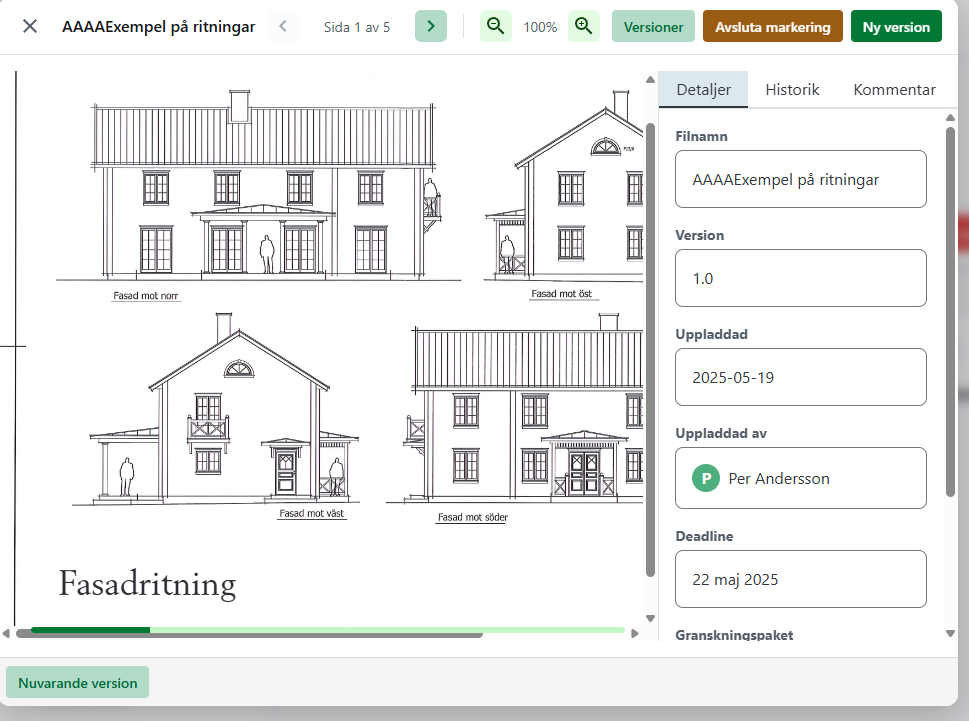 AAAAExempel på ritningar
Sida 1 av 5
100%
Versioner
Avsluta markering
Ny version
Detaljer
Historik
Kommentar
Fasad mot norr
Fasad mot öst
Fasad mot väst
Fasad mot söder
Fasadritning
Filnamn
AAAAExempel på ritningar
Version
1.0
Uppladdad
2025-05-19
Uppladdad av
P Per Andersson
Deadline
22 maj 2025
Granskningspaket
Nuvarande version